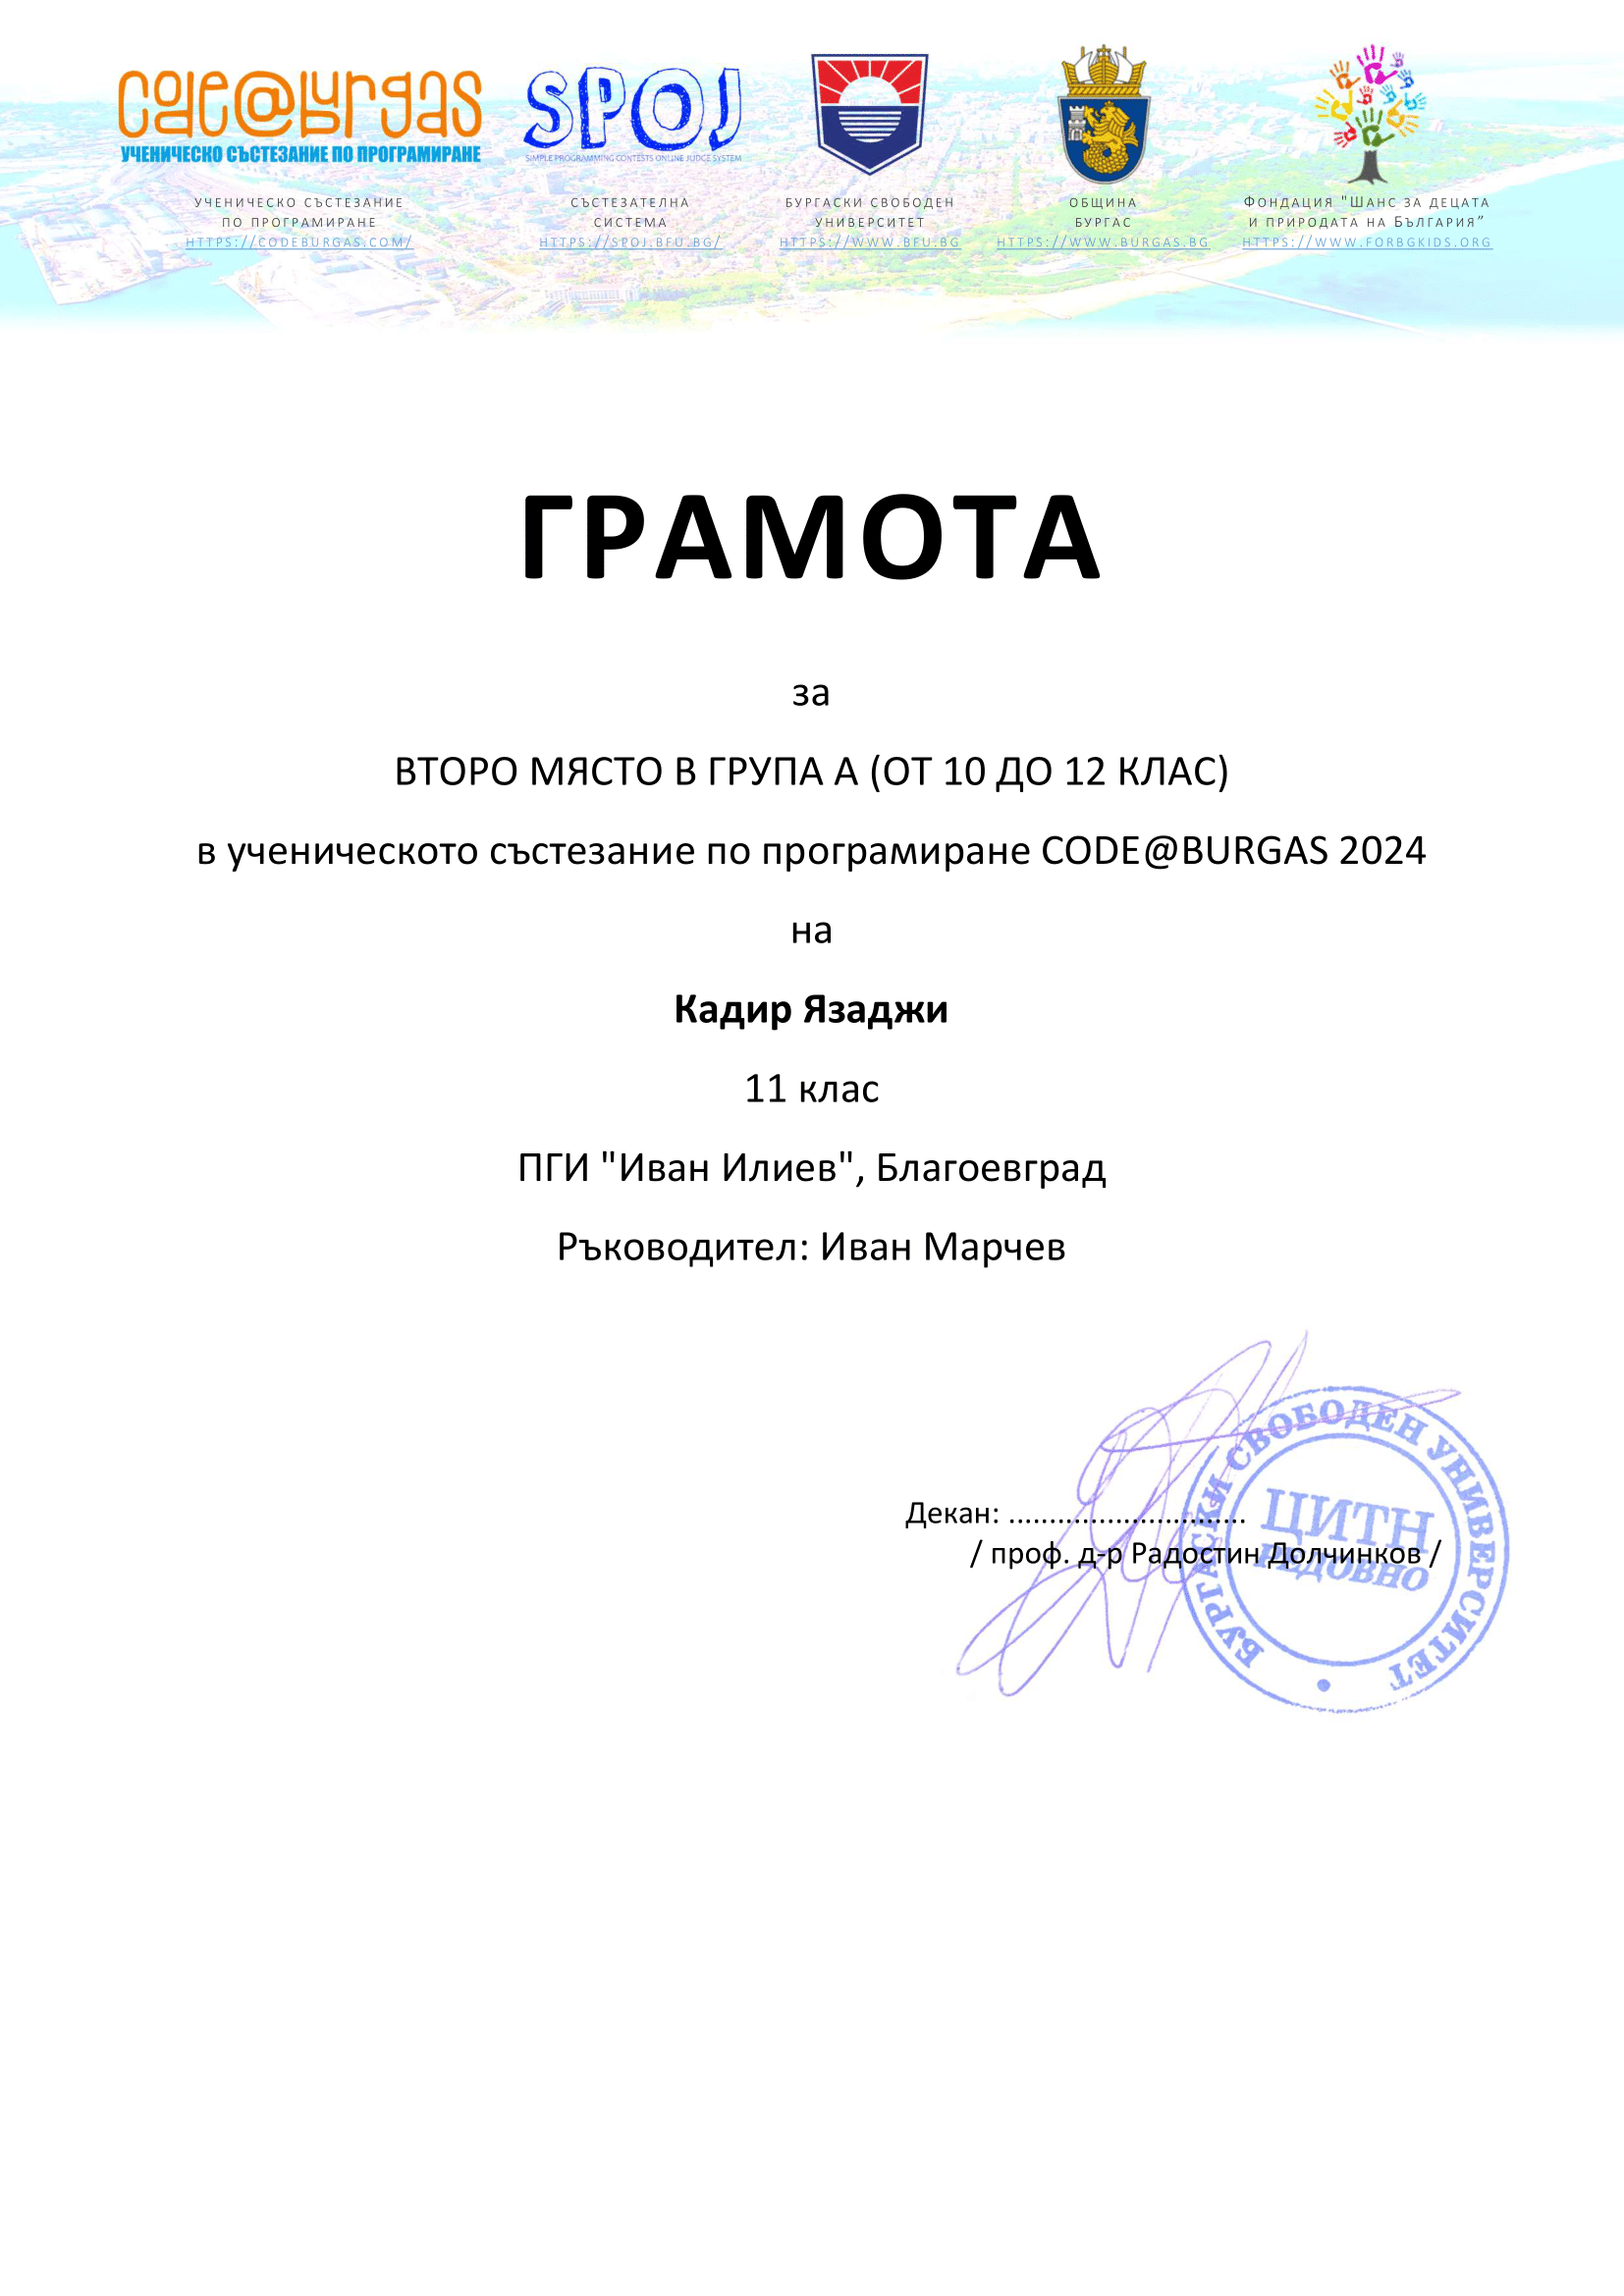 code@burgas
УЧЕНИЧЕСКО СЪСТЕЗАНИЕ ПО ПРОГРАМИРАНЕ
SPOJ
SIMPLE PROGRAMMING CONTESTS ONLINE JUDGE SYSTEM
УЧЕНИЧЕСКО СЪСТЕЗАНИЕ
ПО ПРОГРАМИРАНЕ
HTTPS://CODEBURGAS.COM/
СЪСТЕЗАТЕЛНА
СИСТЕМА
HTTPS://SPOJ.BFU.BG/
БУРГАСКИ СВОБОДЕН
УНИВЕРСИТЕТ
HTTPS://WWW.BFU.BG
ОБЩИНА
БУРГАС
HTTPS://WWW.BURGAS.BG
ФОНДАЦИЯ "ШАНС ЗА ДЕЦАТА
И ПРИРОДАТА НА БЪЛГАРИЯ”
HTTPS://WWW.FORBGKIDS.ORG
ГРАМОТА
за
ВТОРО МЯСТО В ГРУПА А (ОТ 10 ДО 12 КЛАС)
в ученическото състезание по програмиране CODE@BURGAS 2024
на
Кадир Язаджи
11 клас
ПГИ "Иван Илиев", Благоевград
Ръководител: Иван Марчев
Декан: .............................
/ проф. д-р Радостин Долчинков /
БУРГАСКИ СВОБОДЕН УНИВЕРСИТЕТ
ЦИТН
РЕДОВНО